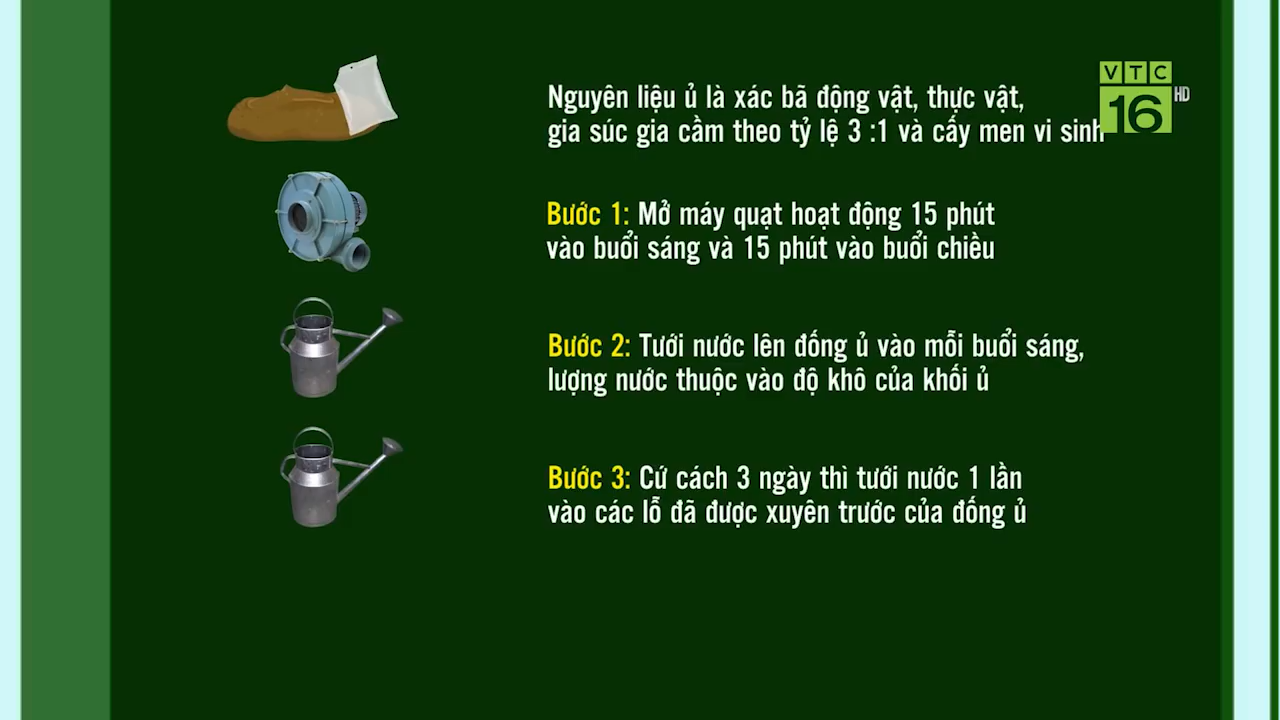 VTC
16 HD
Nguyên liệu ủ là xác bã động vật, thực vật,
gia súc gia cầm theo tỷ lệ 3 :1 và cấy men vi sinh
Bước 1: Mở máy quạt hoạt động 15 phút
vào buổi sáng và 15 phút vào buổi chiều
Bước 2: Tưới nước lên đống ủ vào mỗi buổi sáng,
lượng nước thuộc vào độ khô của khối ủ
Bước 3: Cứ cách 3 ngày thì tưới nước 1 lần
vào các lỗ đã được xuyên trước của đống ủ